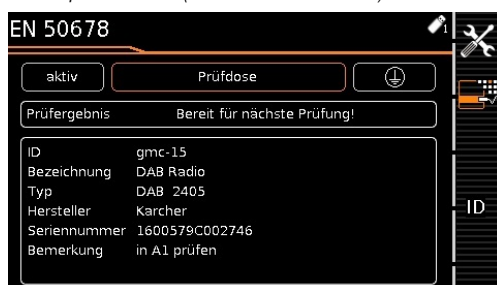 EN 50678
1
aktiv Prüfdose
Prüfergebnis Bereit für nächste Prüfung!
ID gmc-15
Bezeichnung DAB Radio
Typ DAB 2405
Hersteller Karcher
Seriennummer 1600579C002746
Bemerkung in A1 prüfen
ID